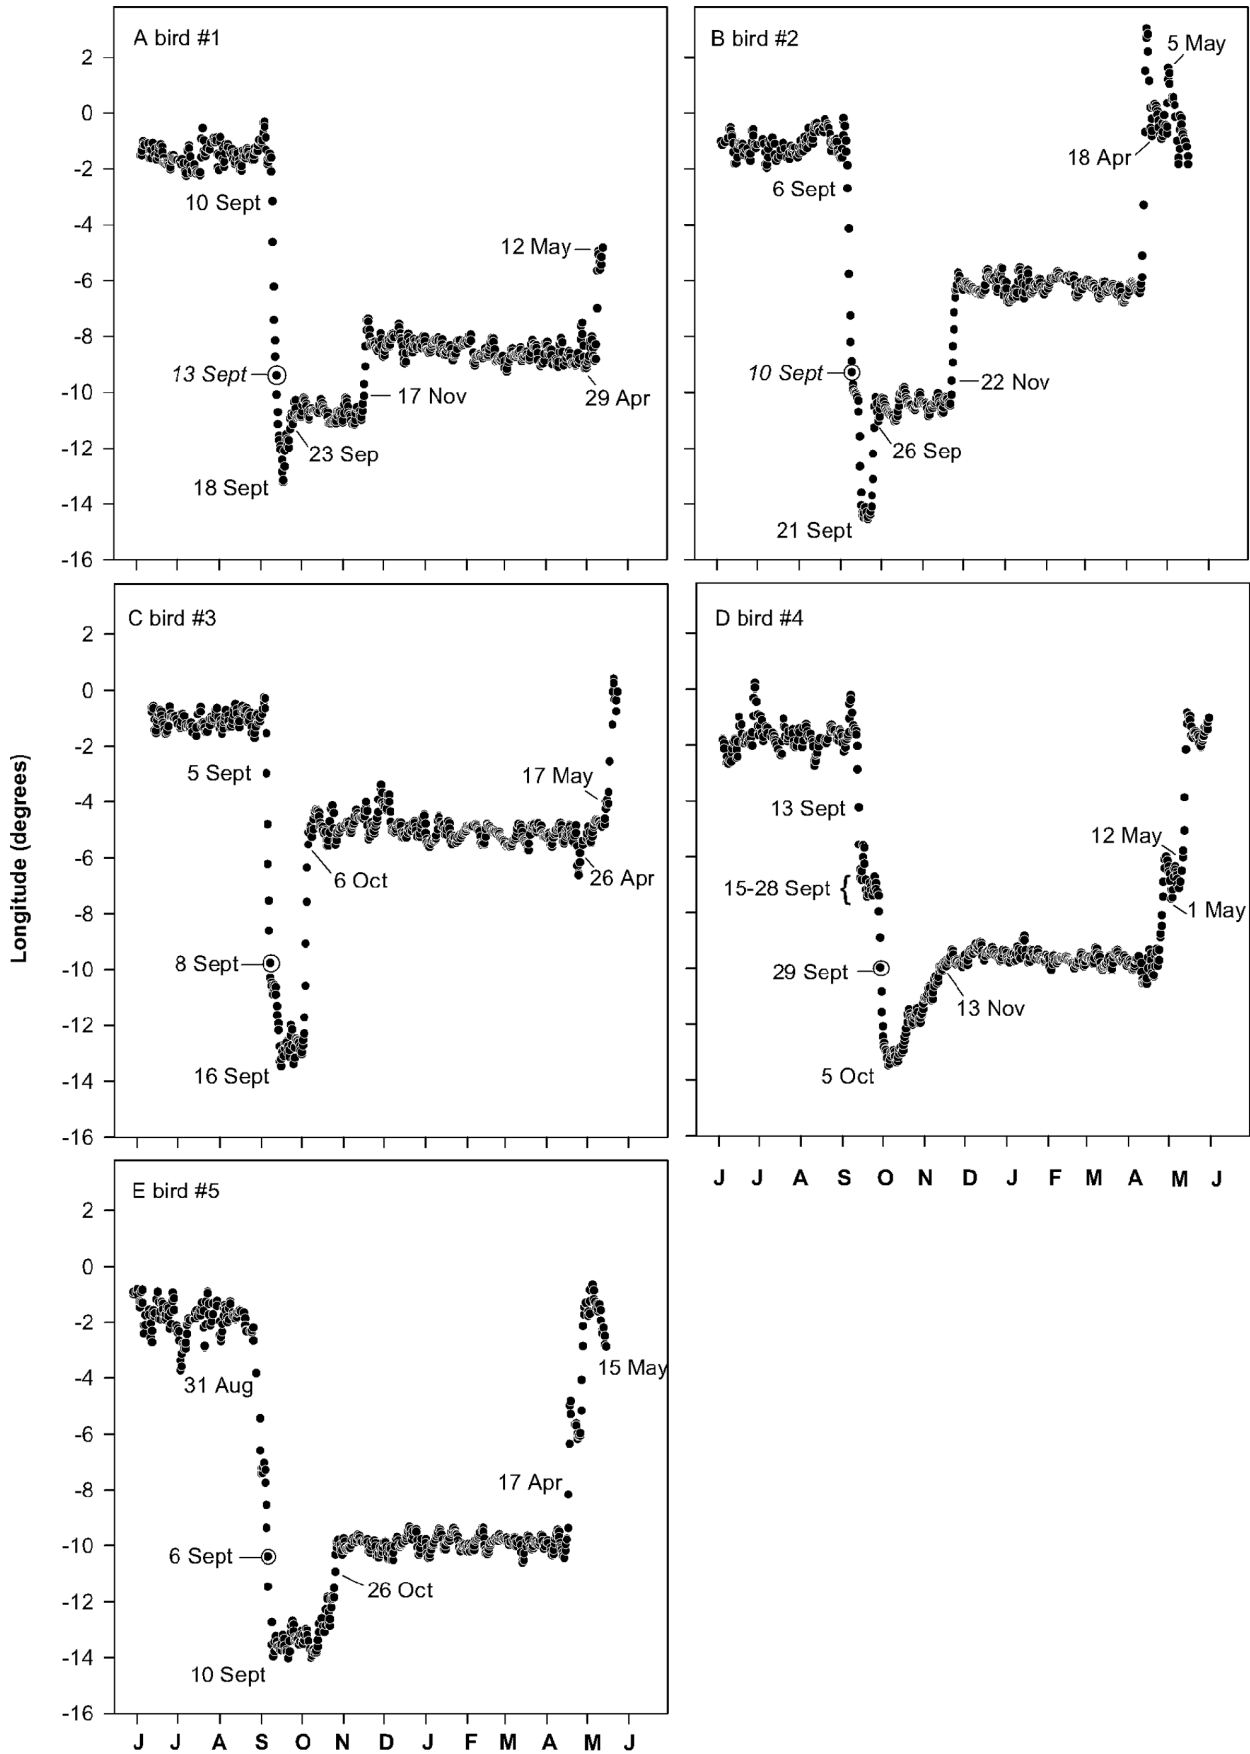 A bird #1
2
0
-2
-4
-6
-8
-10
-12
-14
-16
10 Sept
13 Sept
18 Sept
23 Sep
17 Nov
12 May
29 Apr
B bird #2
5 May
18 Apr
6 Sept
10 Sept
22 Nov
26 Sep
21 Sept
C bird #3
2
0
-2
-4
-6
-8
-10
-12
-14
-16
5 Sept
8 Sept
16 Sept
6 Oct
17 May
26 Apr
Longitude (degrees)
D bird #4
13 Sept
15-28 Sept {
29 Sept
5 Oct
13 Nov
12 May
1 May
J J A S O N D J F M A M J
E bird #5
2
0
-2
-4
-6
-8
-10
-12
-14
-16
31 Aug
6 Sept
10 Sept
26 Oct
17 Apr
15 May
J J A S O N D J F M A M J